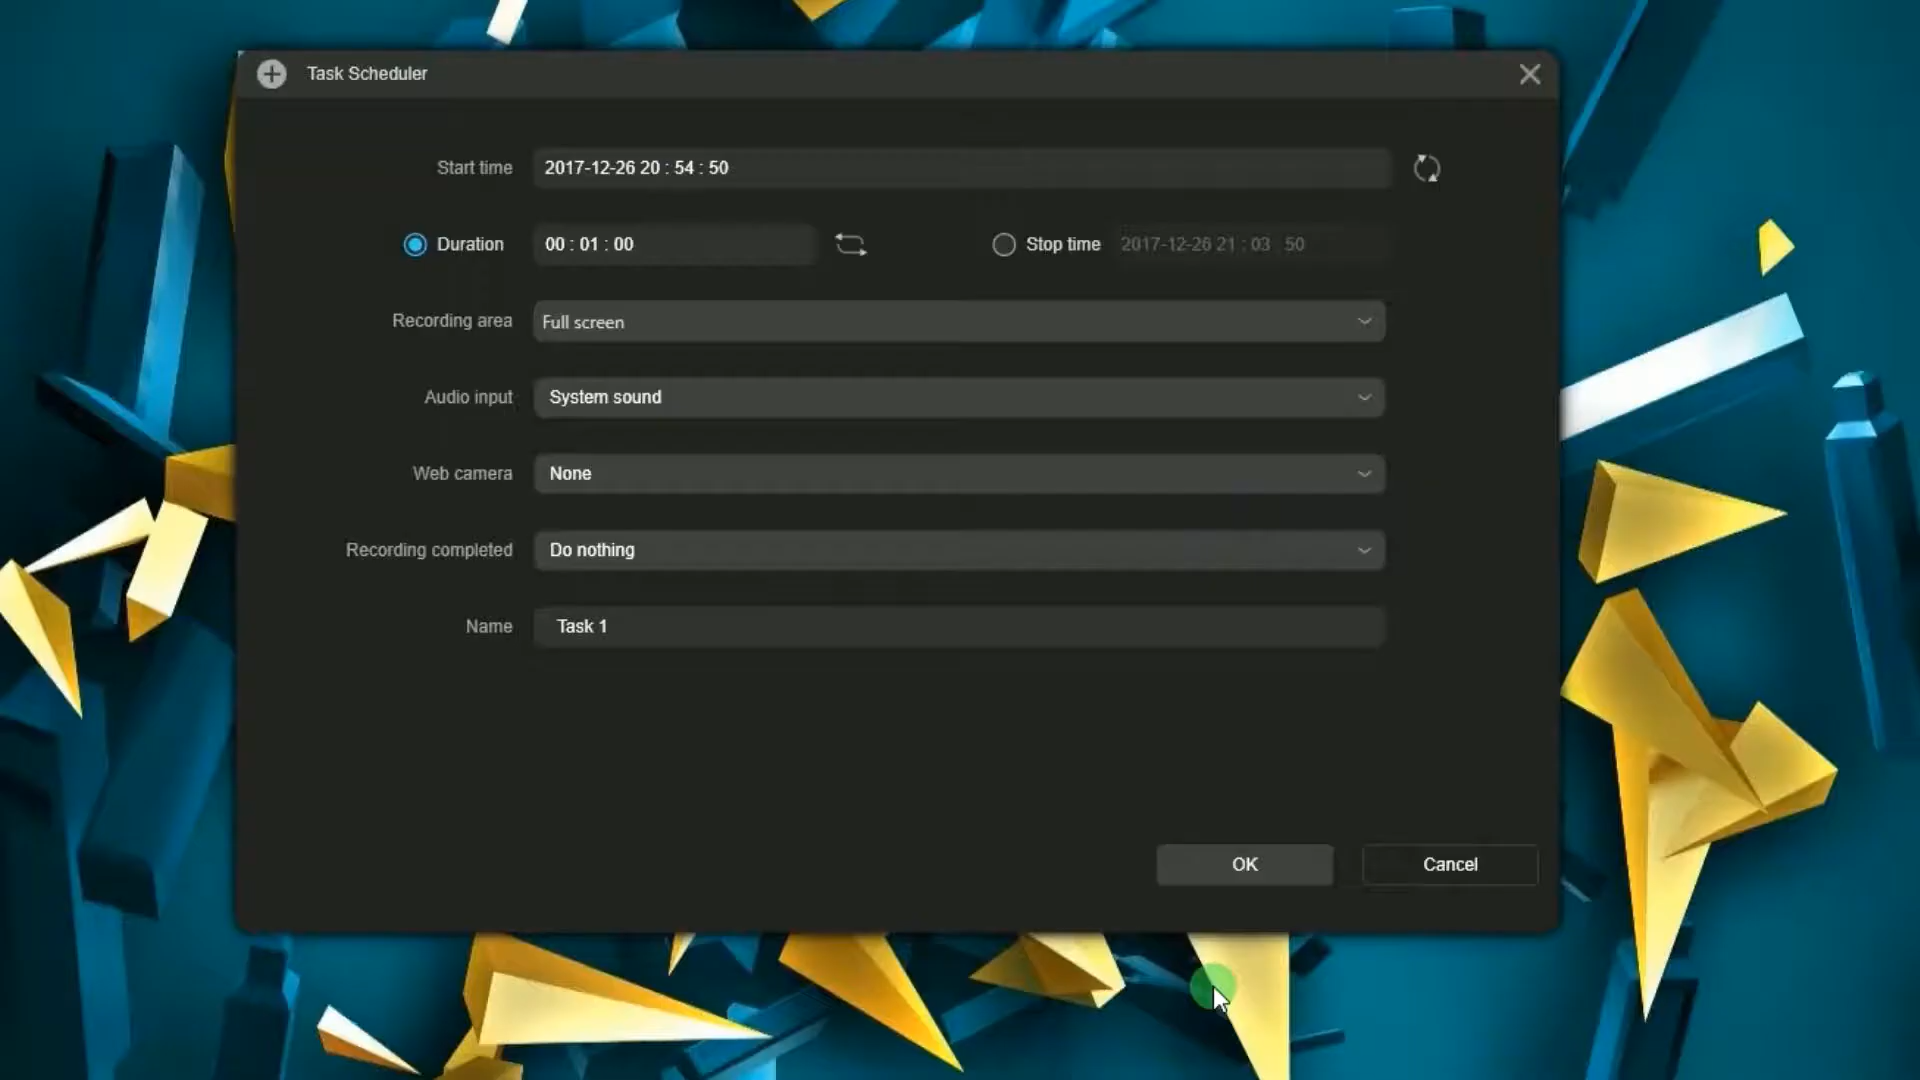 Task Scheduler
Start time 2017-12-26 20 : 54 : 50
Duration 00 : 01 : 00 Stop time 2017-12-26 21 : 03 50
Recording area Full screen
Audio input System sound
Web camera None
Recording completed Do nothing
Name Task 1
OK Cancel